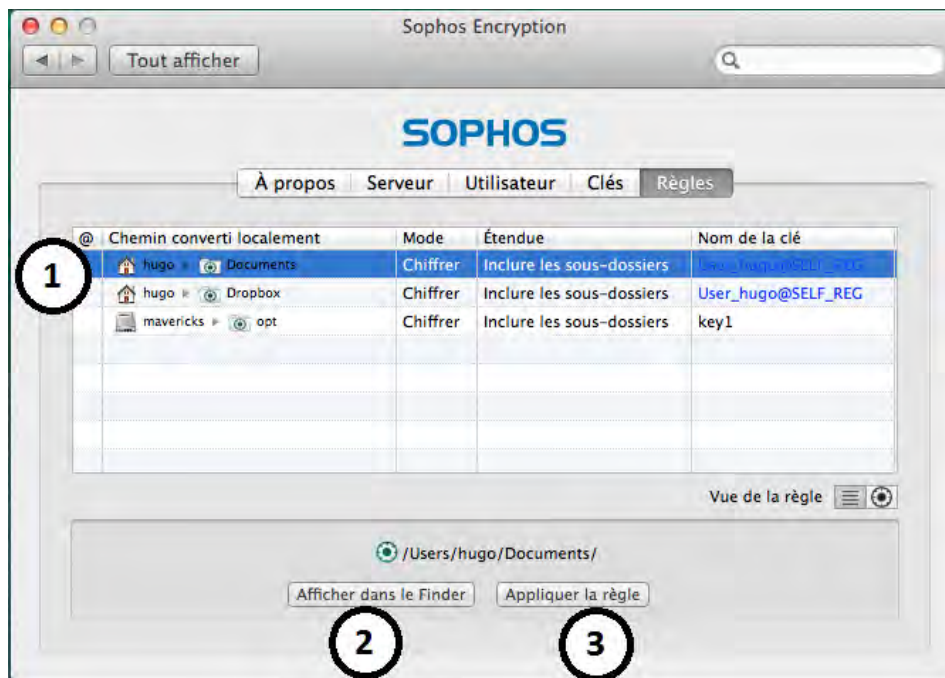 Sophos Encryption
Tout afficher
SOPHOS
À propos Serveur Utilisateur Clés Règles
@ Chemin converti localement Mode Étendue Nom de la clé
hugo Documents Chiffrer Inclure les sous-dossiers User_hugo@SELF_REG
hugo Dropbox Chiffrer Inclure les sous-dossiers User_hugo@SELF_REG
mavericks opt Chiffrer Inclure les sous-dossiers key1
1
Vue de la règle
/Users/hugo/Documents/
Afficher dans le Finder Appliquer la règle
2 3